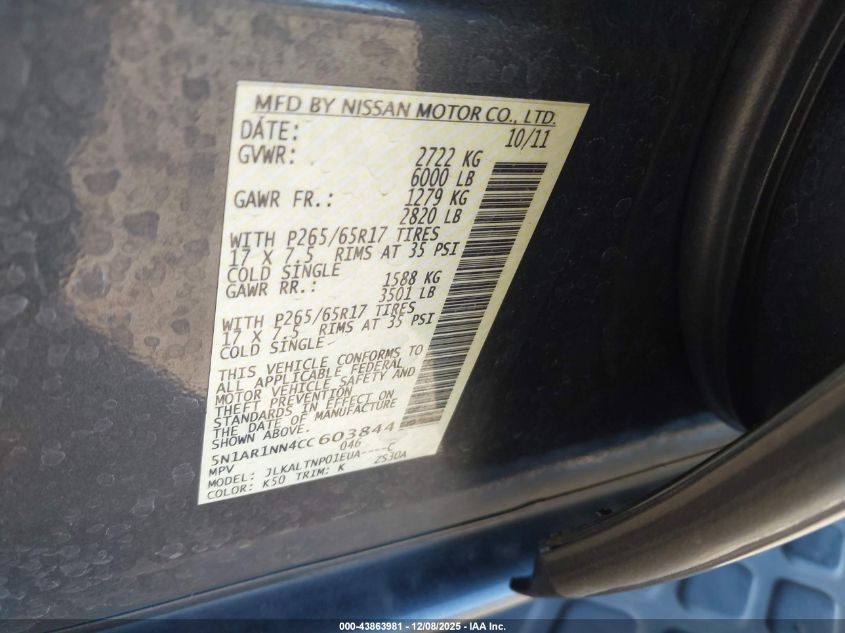 MFD BY NISSAN MOTOR CO., LTD.
DATE: 10/11
GVWR: 2722 KG
6000 LB
GAWR FR.: 1279 KG
2820 LB
WITH P265/65R17 TIRES
17 X 7.5 RIMS AT 35 PSI
COLD SINGLE
GAWR RR.: 1588 KG
3501 LB
WITH P265/65R17 TIRES
17 X 7.5 RIMS AT 35 PSI
COLD SINGLE
THIS VEHICLE CONFORMS TO
ALL APPLICABLE FEDERAL
MOTOR VEHICLE SAFETY AND
THEFT PREVENTION
STANDARDS IN EFFECT ON
THE DATE OF MANUFACTURE
SHOWN ABOVE
5N1AR1NN4CC603844
MPV 046
MODEL: JLKALTNP01EUA----C
COLOR: K50 TRIM: K ZS30A
000-43863981 - 12/08/2025 - IAA Inc.